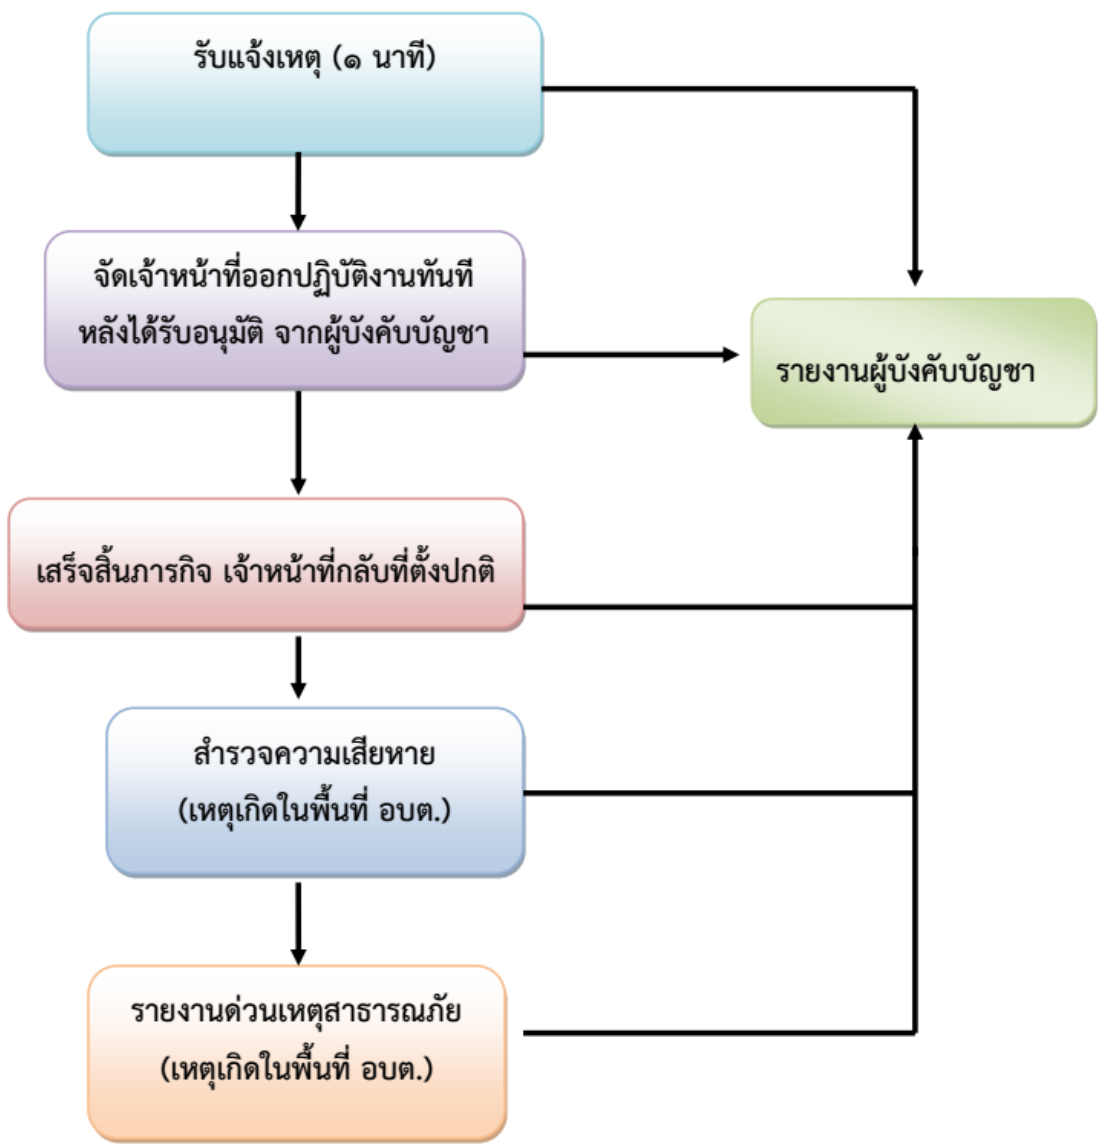 รับแจ้งเหตุ (๑ นาที)
จัดเจ้าหน้าที่ออกปฏิบัติงานทันที
หลังได้รับอนุมัติ จากผู้บังคับบัญชา
รายงานผู้บังคับบัญชา
เสร็จสิ้นภารกิจ เจ้าหน้าที่กลับที่ตั้งปกติ
สำรวจความเสียหาย
(เหตุเกิดในพื้นที่ อบต.)
รายงานด่วนเหตุสาธารณภัย
(เหตุเกิดในพื้นที่ อบต.)